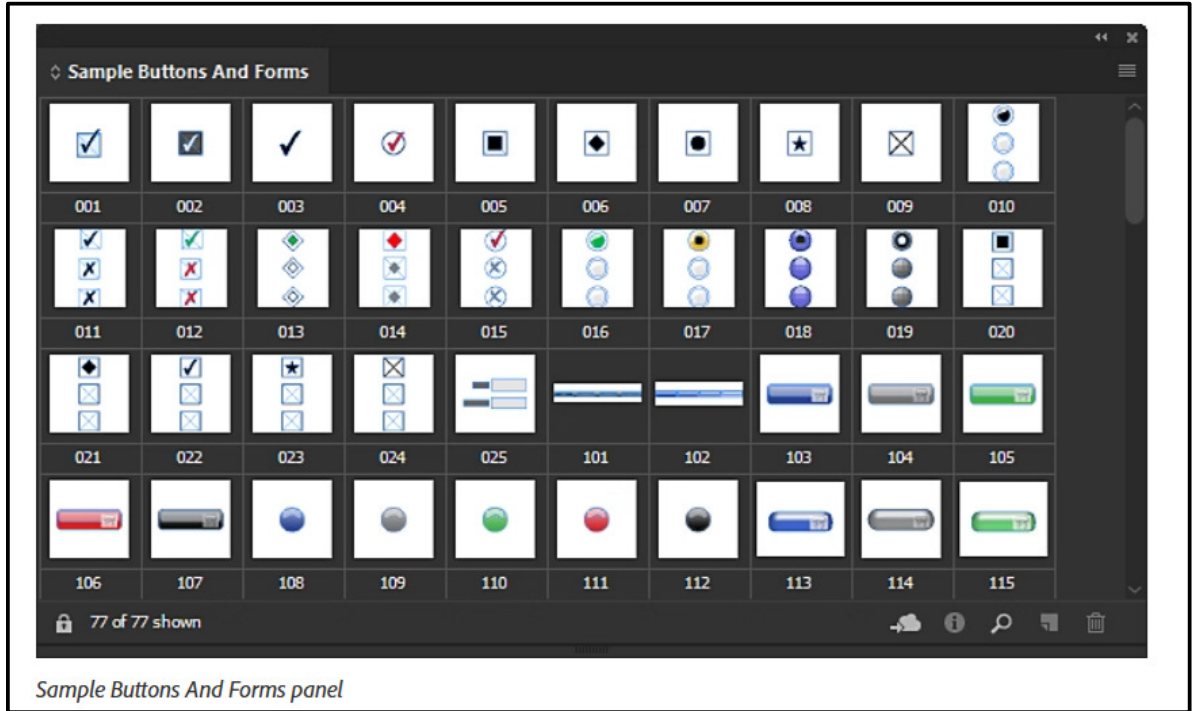 Sample Buttons And Forms
001 002 003 004 005 006 007 008 009 010
011 012 013 014 015 016 017 018 019 020
021 022 023 024 025 101 102 103 104 105
106 107 108 109 110 111 112 113 114 115
77 of 77 shown
Sample Buttons And Forms panel